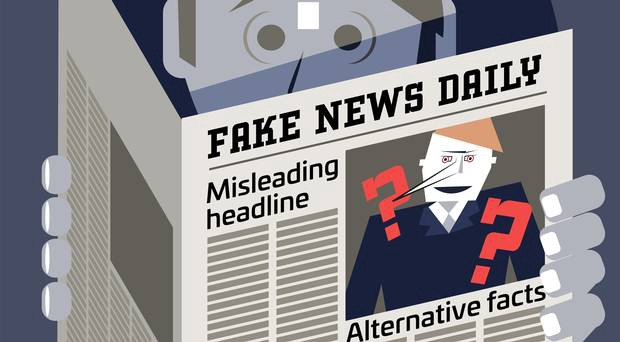 FAKE NEWS DAILY
Misleading
headline
?
?
Alternative facts